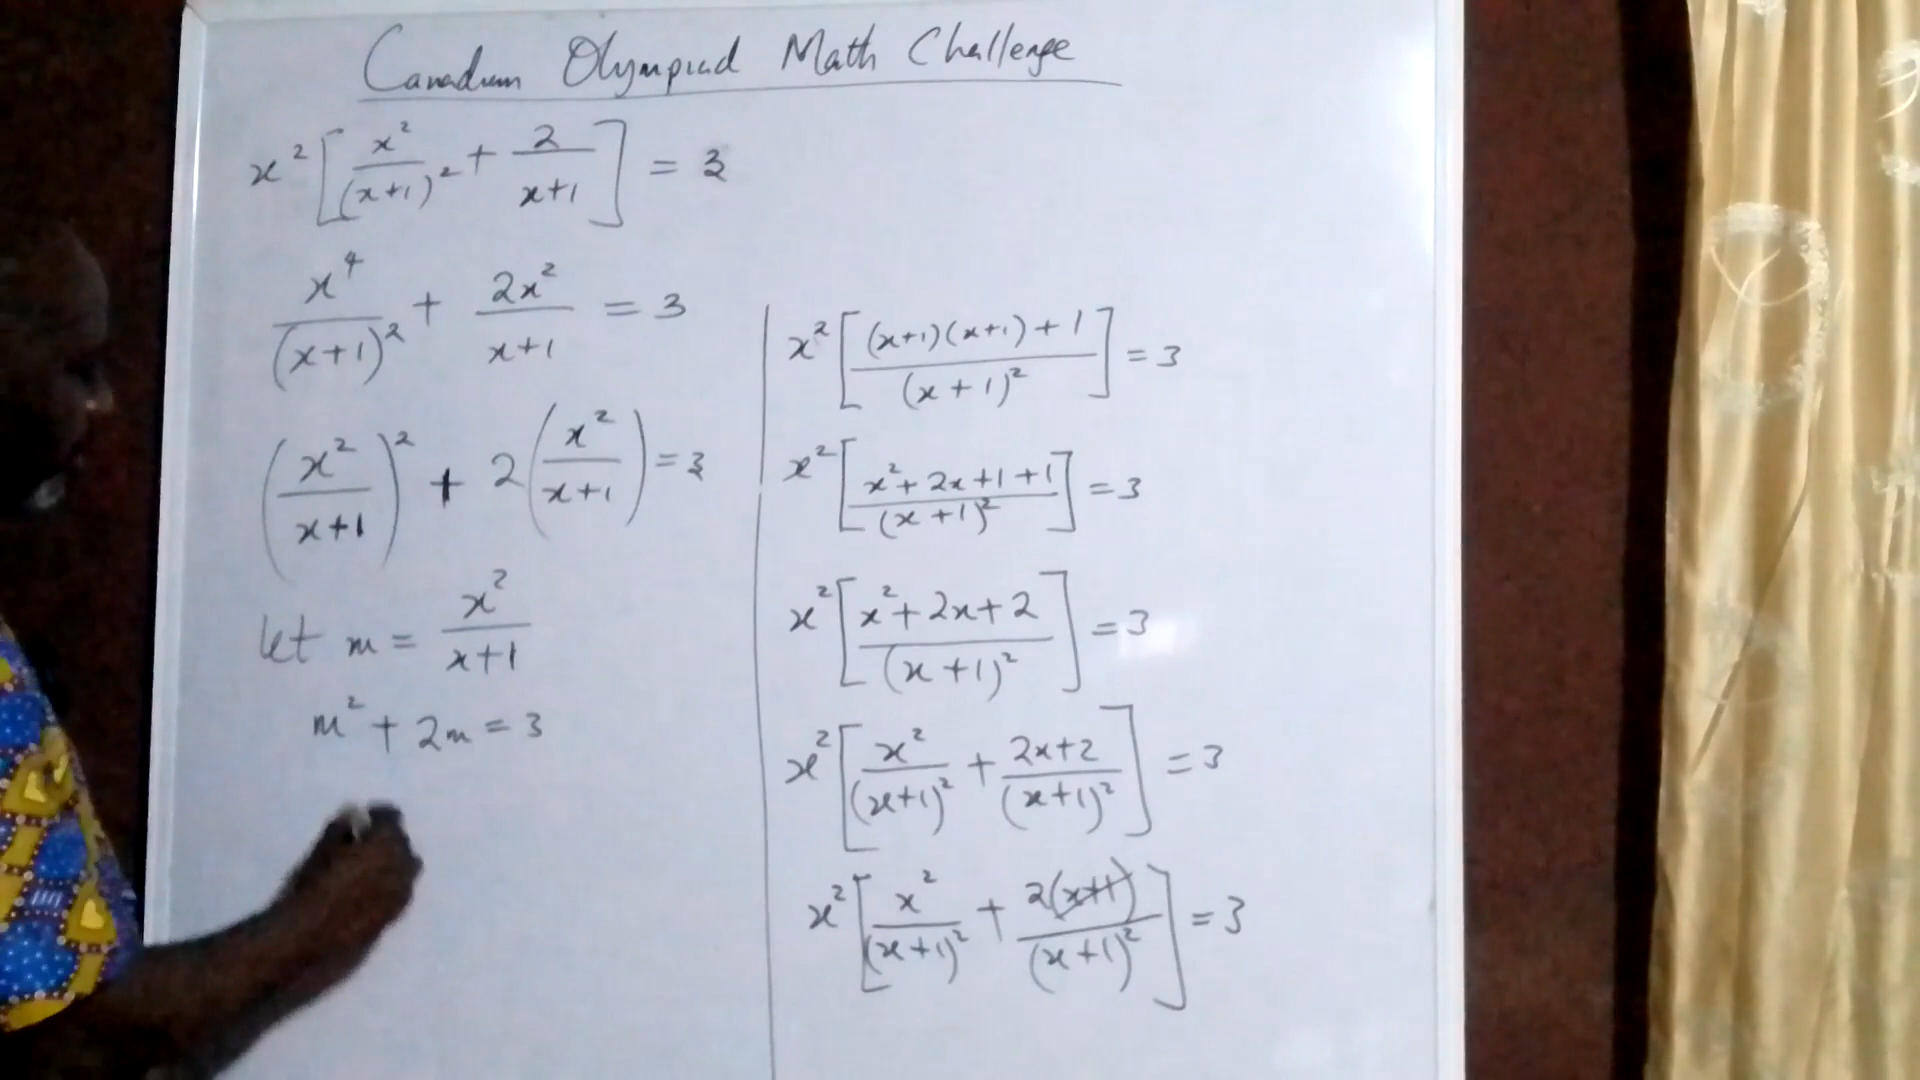 Canadian Olympiad Math Challenge
x²[x²/(x+1)² + 2/(x+1)] = 3
x⁴/(x+1)² + 2x²/(x+1) = 3
(x²/(x+1))² + 2(x²/(x+1)) = 3
let m = x²/(x+1)
m² + 2m = 3
x²[((x+1)(x+1)+1)/(x+1)²] = 3
x²[(x²+2x+1+1)/(x+1)²] = 3
x²[(x²+2x+2)/(x+1)²] = 3
x²[x²/(x+1)² + (2x+2)/(x+1)²] = 3
x²[x²/(x+1)² + 2(x+1)/(x+1)²] = 3